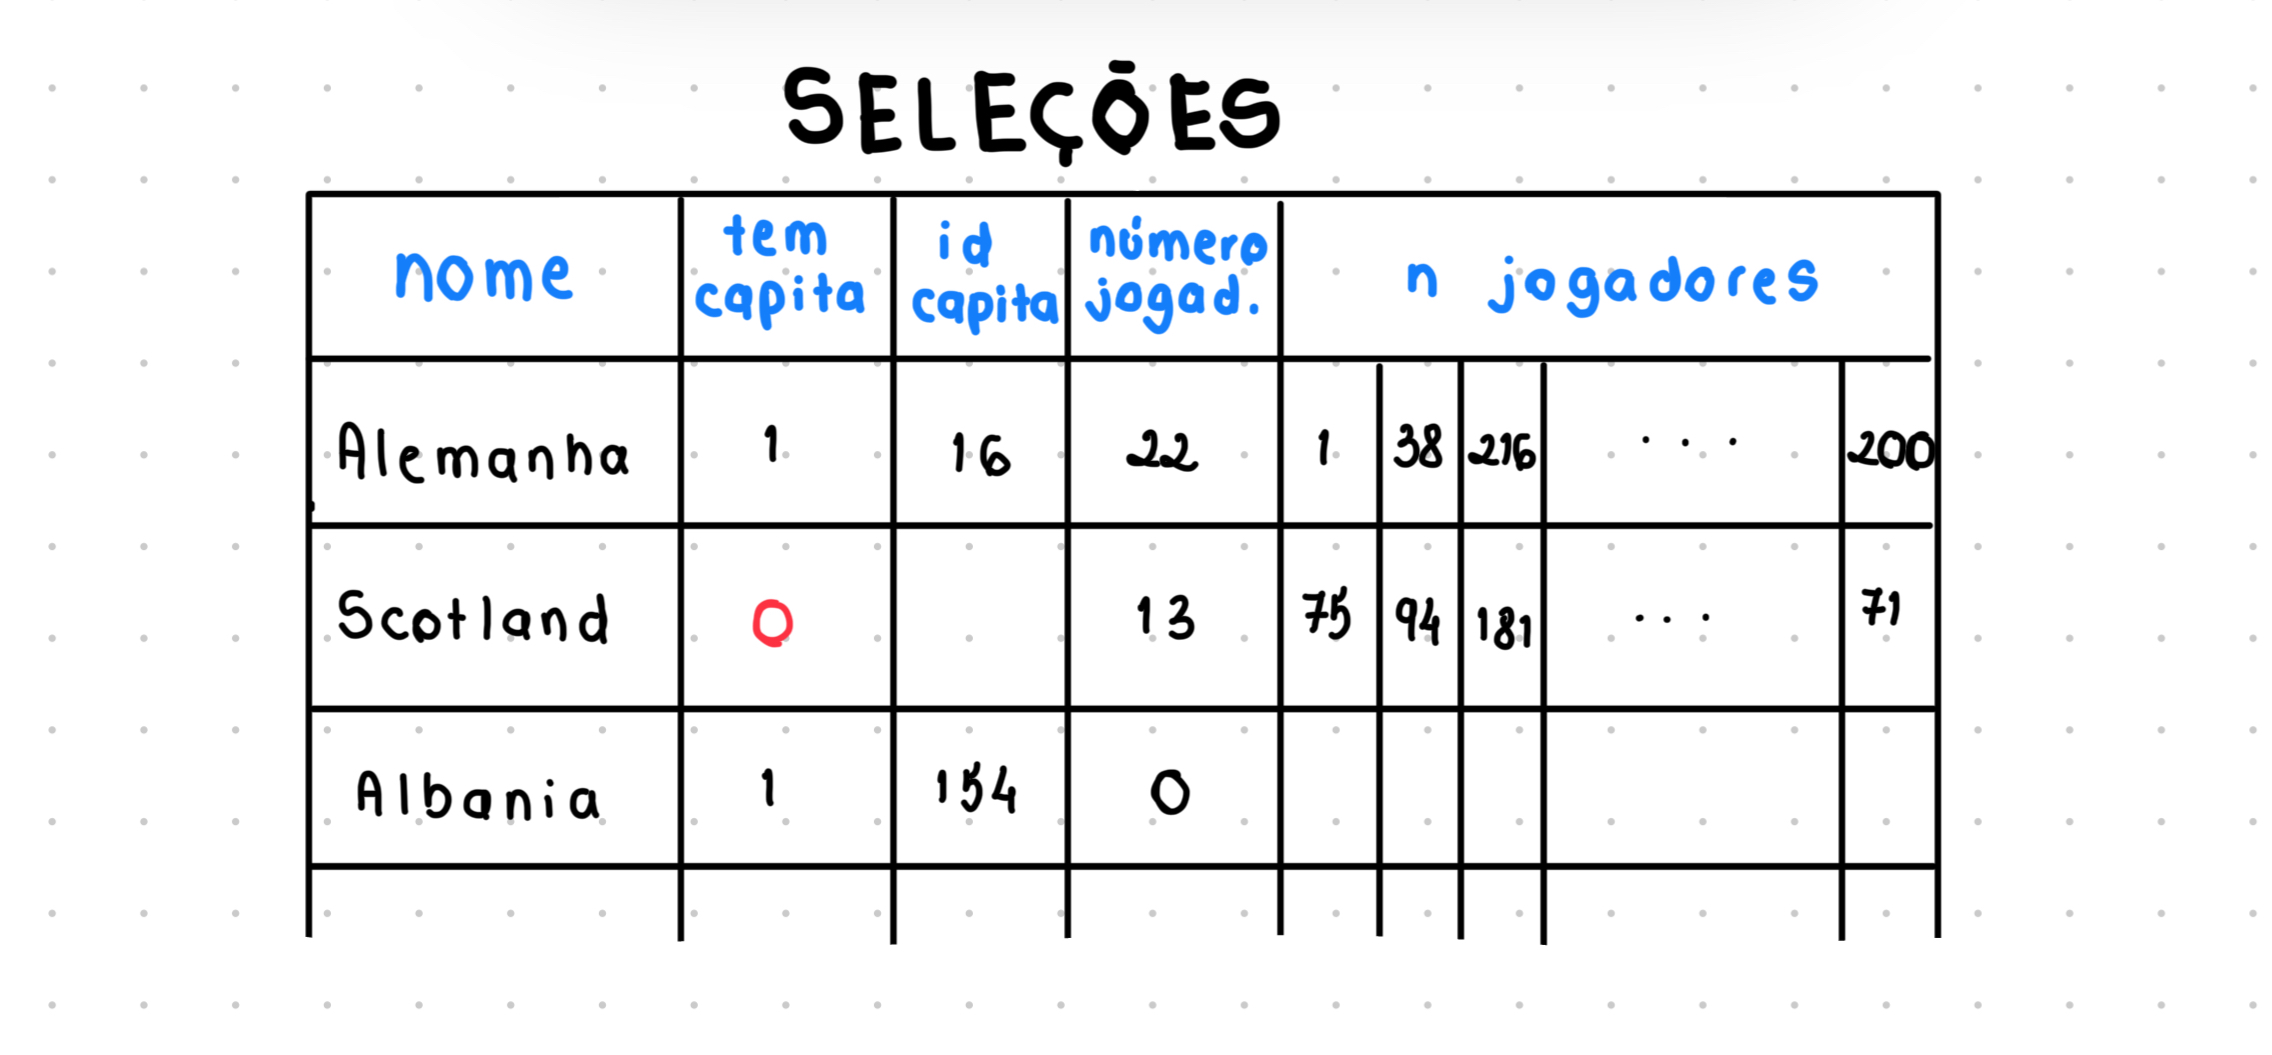 SELEÇÕES
nome tem capita id capita número jogad. n jogadores
Alemanha 1 16 22 1 38 216 ... 200
Scotland 0 13 75 94 181 ... 71
Albania 1 154 0